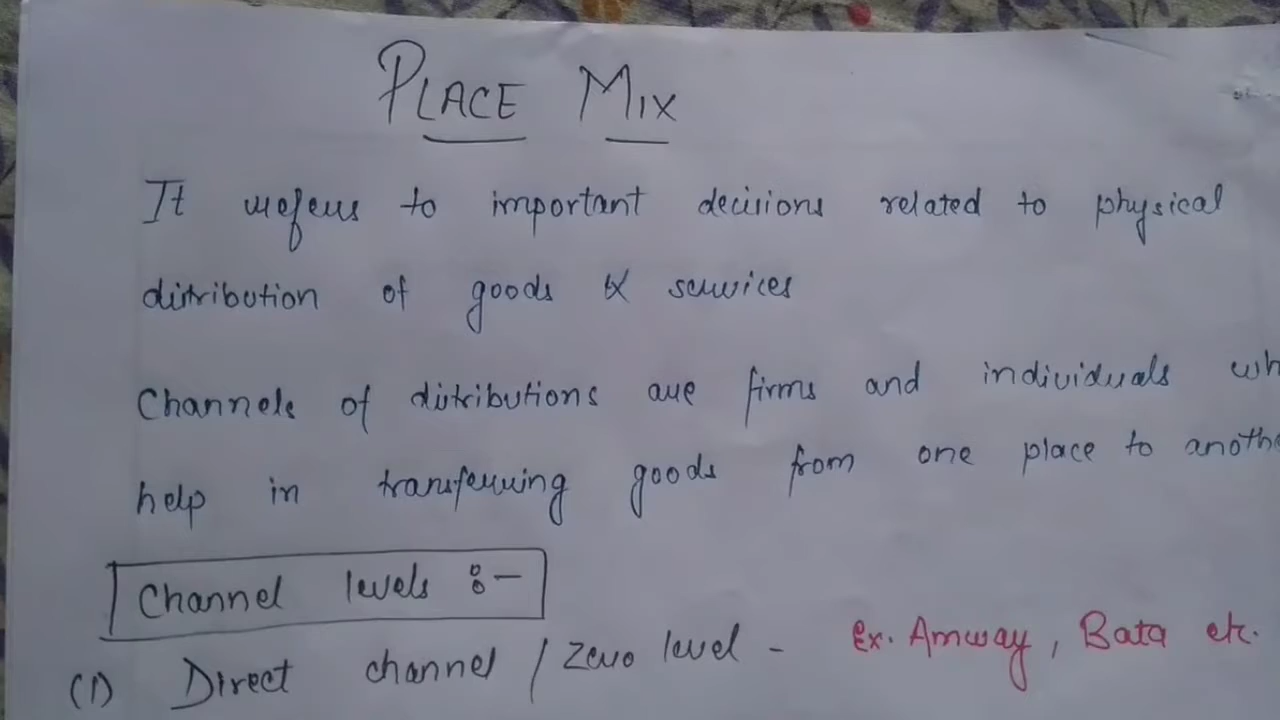 PLACE MIX
It refers to important decisions related to physical
distribution of goods & services
Channels of distributions are firms and individuals wh
help in transferring goods from one place to anothe
Channel levels :-
(1) Direct channel / Zero level - Ex. Amway, Bata etc.